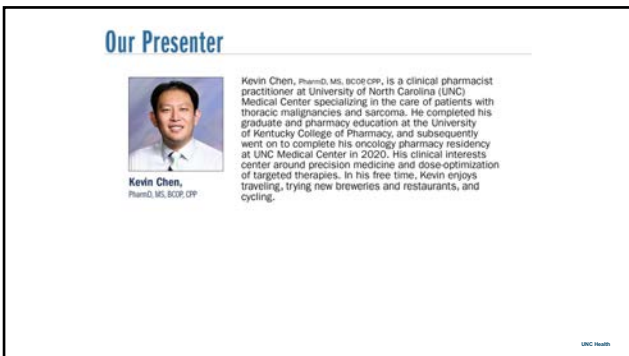 Our Presenter
Kevin Chen,
PharmD, MS, BCOP, CPP
Kevin Chen, PharmD, MS, BCOP, CPP, is a clinical pharmacist
practitioner at University of North Carolina (UNC)
Medical Center specializing in the care of patients with
thoracic malignancies and sarcoma. He completed his
graduate and pharmacy education at the University
of Kentucky College of Pharmacy, and subsequently
went on to complete his oncology pharmacy residency
at UNC Medical Center in 2020. His clinical interests
center around precision medicine and dose-optimization
of targeted therapies. In his free time, Kevin enjoys
traveling, trying new breweries and restaurants, and
cycling.
UNC Health